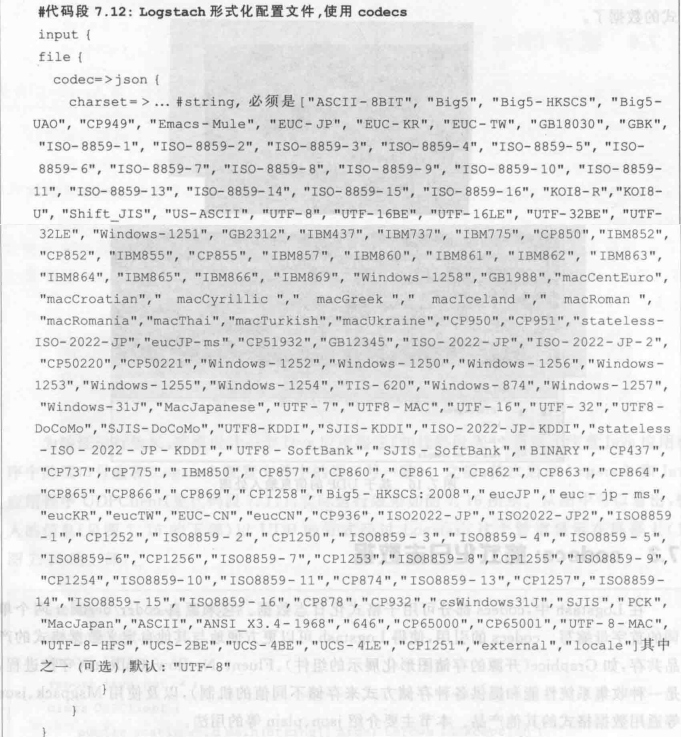 式的数据了。
#代码段 7.12: Logstach 形式化配置文件,使用 codecs
input {
file {
codec=>json {
charset= > ... #string, 必须是["ASCII-8BIT", "Big5", "Big5-HKSCS", "Big5-
UAO", "CP949", "Emacs-Mule", "EUC-JP", "EUC-KR", "EUC-TW", "GB18030", "GBK",
"ISO-8859-1", "ISO-8859-2", "ISO-8859-3", "ISO-8859-4", "ISO-8859-5", "ISO-
8859-6", "ISO-8859-7", "ISO-8859-8", "ISO-8859-9", "ISO-8859-10", "ISO-8859-
11", "ISO-8859-13", "ISO-8859-14", "ISO-8859-15", "ISO-8859-16", "KOI8-R","KOI8-
U", "Shift_JIS", "US-ASCII", "UTF-8", "UTF-16BE", "UTF-16LE", "UTF-32BE", "UTF-
32LE", "Windows-1251", "GB2312", "IBM437", "IBM737", "IBM775", "CP850","IBM852",
"CP852", "IBM855", "CP855", "IBM857", "IBM860", "IBM861", "IBM862", "IBM863",
"IBM864", "IBM865", "IBM866", "IBM869", "Windows-1258","GB1988","macCentEuro",
"macCroatian"," macCyrillic "," macGreek "," macIceland "," macRoman ",
"macRomania","macThai","macTurkish","macUkraine","CP950","CP951","stateless-
ISO-2022-JP","eucJP-ms","CP51932","GB12345","ISO-2022-JP","ISO-2022-JP-2",
"CP50220","CP50221","Windows-1252","Windows-1250","Windows-1256","Windows-
1253","Windows-1255","Windows-1254","TIS-620","Windows-874","Windows-1257",
"Windows-31J","MacJapanese","UTF-7","UTF8-MAC","UTF-16","UTF-32","UTF8-
DoCoMo","SJIS-DoCoMo","UTF8-KDDI","SJIS-KDDI","ISO-2022-JP-KDDI","stateless
-ISO-2022-JP-KDDI","UTF8-SoftBank","SJIS-SoftBank","BINARY","CP437",
"CP737","CP775","IBM850","CP857","CP860","CP861","CP862","CP863","CP864",
"CP865","CP866","CP869","CP1258","Big5-HKSCS:2008","eucJP","euc-jp-ms",
"eucKR","eucTW","EUC-CN","eucCN","CP936","ISO2022-JP","ISO2022-JP2","ISO8859
-1","CP1252","ISO8859-2","CP1250","ISO8859-3","ISO8859-4","ISO8859-5",
"ISO8859-6","CP1256","ISO8859-7","CP1253","ISO8859-8","CP1255","ISO8859-9",
"CP1254","ISO8859-10","ISO8859-11","CP874","ISO8859-13","CP1257","ISO8859-
14","ISO8859-15","ISO8859-16","CP878","CP932","csWindows31J","SJIS","PCK",
"MacJapan","ASCII","ANSI_X3.4-1968","646","CP65000","CP65001","UTF-8-MAC",
"UTF-8-HFS","UCS-2BE","UCS-4BE","UCS-4LE","CP1251","external","locale"]其中
之一(可选),默认:"UTF-8"
}
}
}